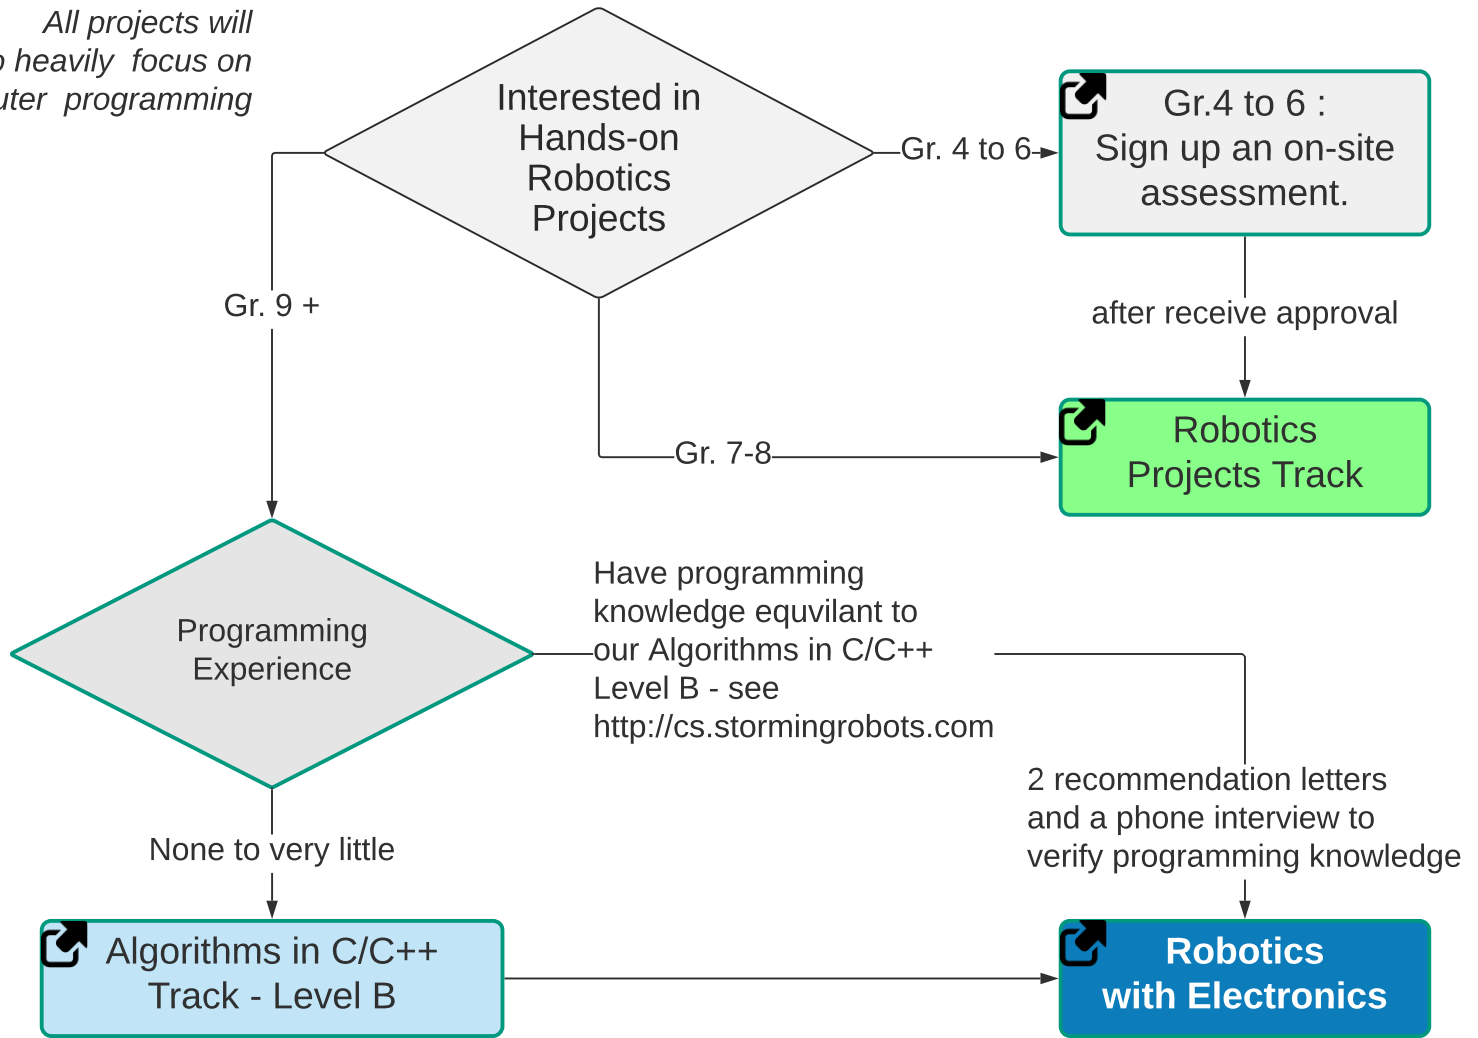 All projects will
heavily  focus on
programming
Interested in
Hands-on
Robotics
Projects
Gr. 4 to 6
Gr.4 to 6 :
Sign up an on-site
assessment.
Gr. 9 +
after receive approval
Gr. 7-8
Robotics
Projects Track
Programming
Experience
Have programming
knowledge equvilant to
our Algorithms in C/C++
Level B - see
http://cs.stormingrobots.com
2 recommendation letters
and a phone interview to
verify programming knowledge
None to very little
Algorithms in C/C++
Track - Level B
Robotics
with Electronics